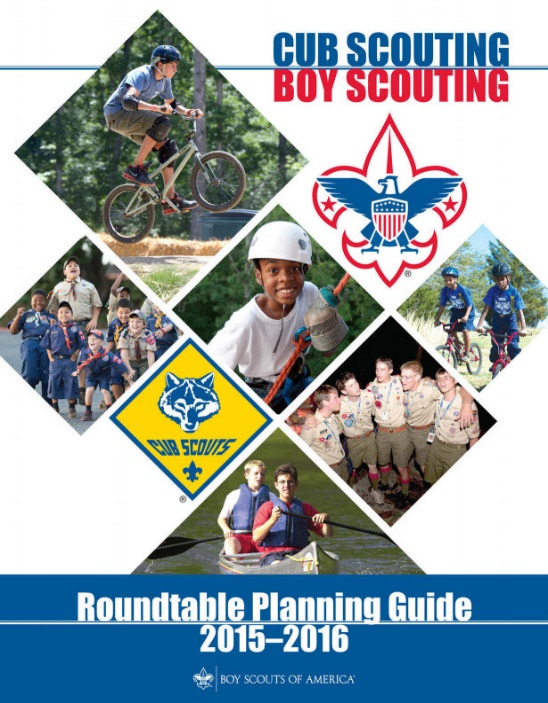 CUB SCOUTING
BOY SCOUTING
®
CUB SCOUTS
®
Roundtable Planning Guide
2015–2016
BOY SCOUTS OF AMERICA®